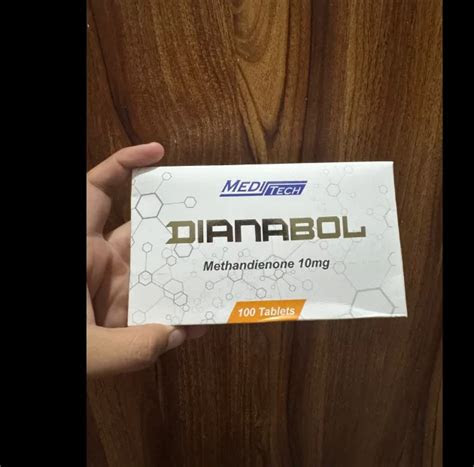 MEDITECH
DIANABOL
Methandienone 10mg
100 Tablets